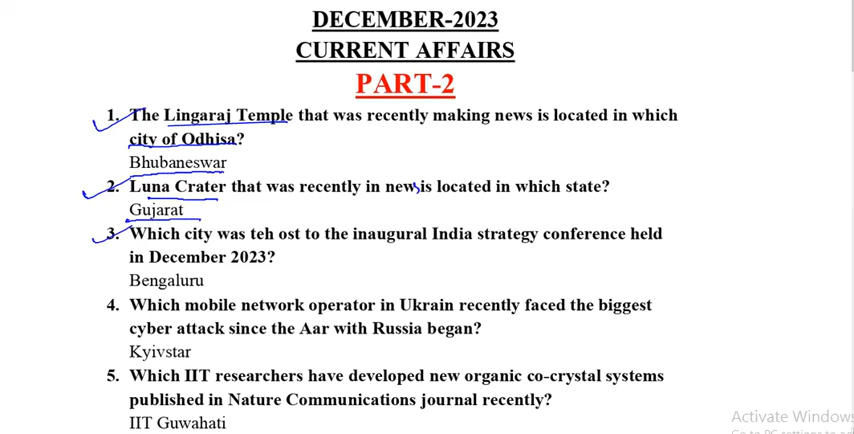 DECEMBER-2023
CURRENT AFFAIRS
PART-2
1. The Lingaraj Temple that was recently making news is located in which
city of Odhisa?
Bhubaneswar
2. Luna Crater that was recently in news is located in which state?
Gujarat
3. Which city was teh ost to the inaugural India strategy conference held
in December 2023?
Bengaluru
4. Which mobile network operator in Ukrain recently faced the biggest
cyber attack since the Aar with Russia began?
Kyivstar
5. Which IIT researchers have developed new organic co-crystal systems
published in Nature Communications journal recently?
IIT Guwahati
Activate Windows